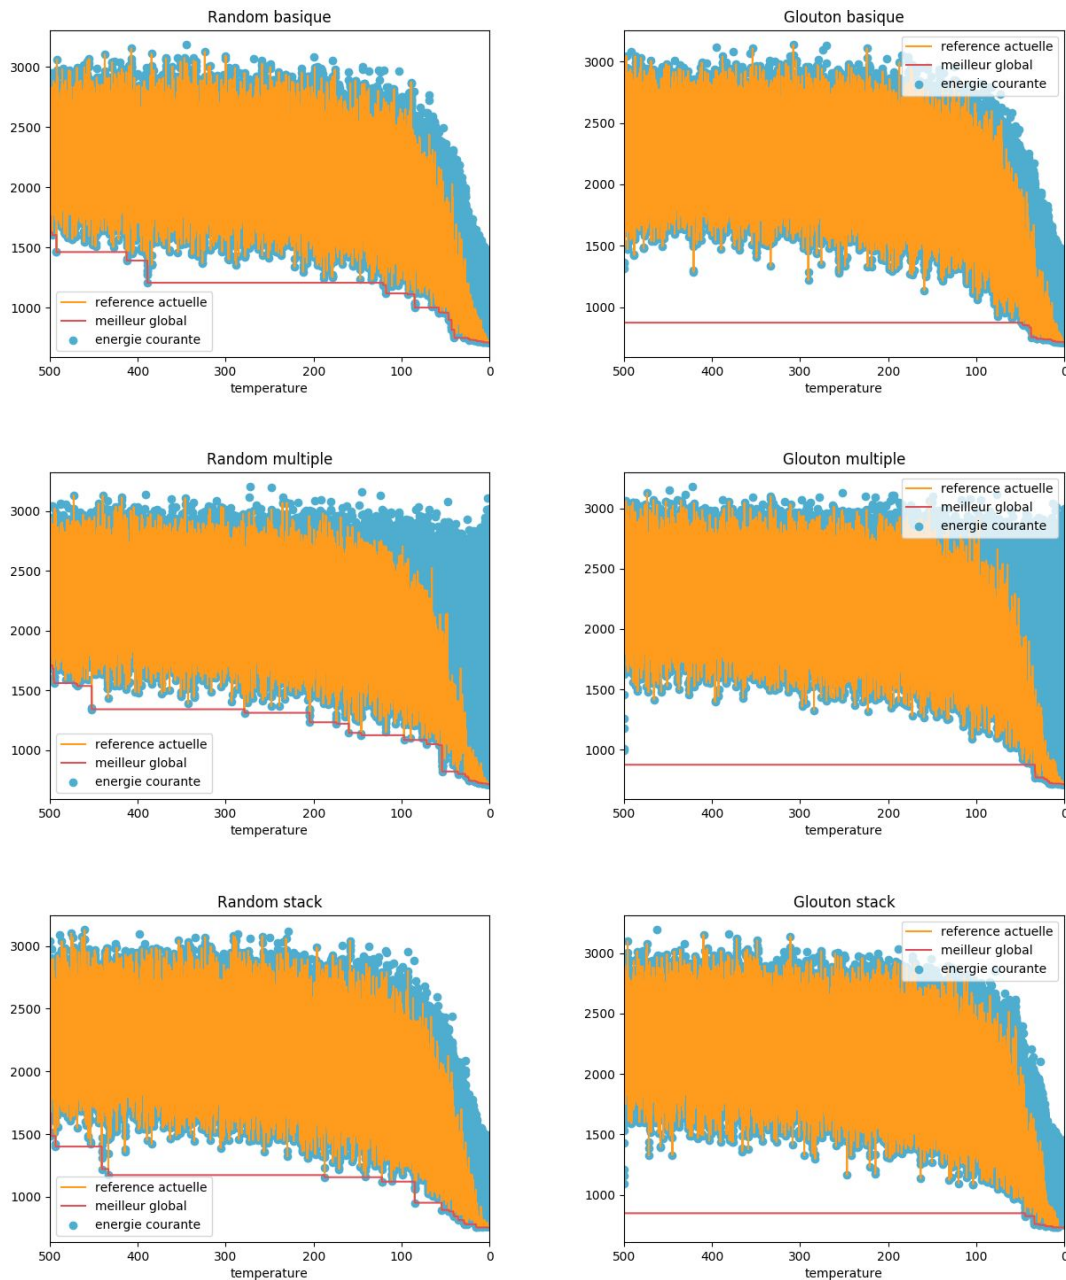 Random basique
3000
2500
2000
1500
1000
reference actuelle
meilleur global
energie courante
500 400 300 200 100 0
temperature
Glouton basique
3000
2500
2000
1500
1000
reference actuelle
meilleur global
energie courante
500 400 300 200 100 0
temperature
Random multiple
3000
2500
2000
1500
1000
reference actuelle
meilleur global
energie courante
500 400 300 200 100 0
temperature
Glouton multiple
3000
2500
2000
1500
1000
reference actuelle
meilleur global
energie courante
500 400 300 200 100 0
temperature
Random stack
3000
2500
2000
1500
1000
reference actuelle
meilleur global
energie courante
500 400 300 200 100 0
temperature
Glouton stack
3000
2500
2000
1500
1000
reference actuelle
meilleur global
energie courante
500 400 300 200 100 0
temperature